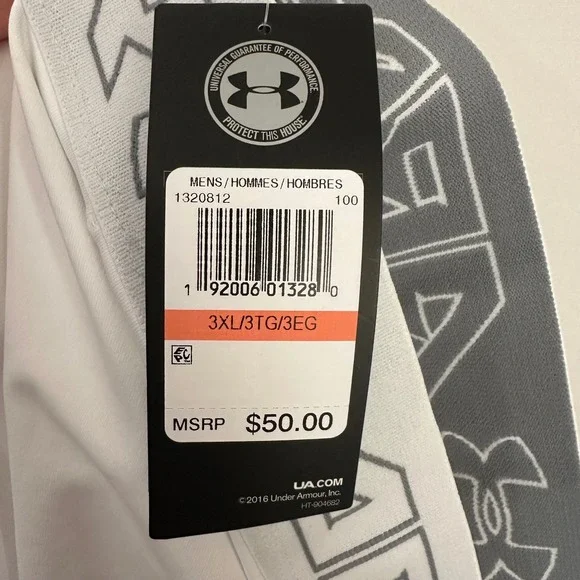 UNIVERSAL GUARANTEE OF PERFORMANCE
PROTECT THIS HOUSE
MENS/HOMMES/HOMBRES
1320812 100
1 92006 01328 0
3XL/3TG/3EG
MSRP $50.00
UA.COM
©2016 Under Armour, Inc.
HT-904682